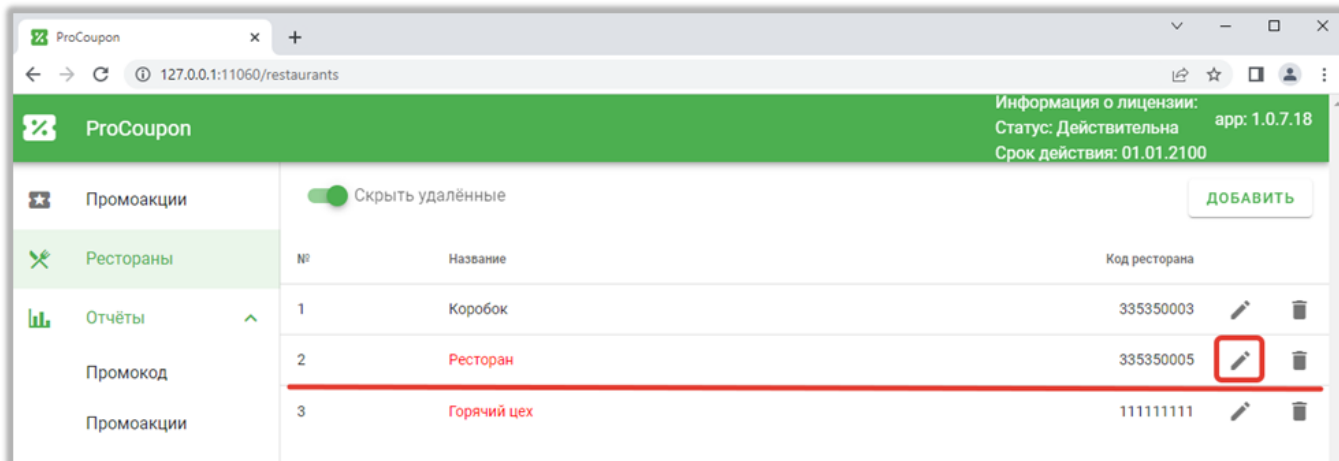 ProCoupon
127.0.0.1:11060/restaurants
ProCoupon
Информация о лицензии:
Статус: Действительна
Срок действия: 01.01.2100
app: 1.0.7.18
Промоакции
Рестораны
Отчёты
Промокод
Промоакции
Скрыть удалённые
ДОБАВИТЬ
№ Название Код ресторана
1 Коробок 335350003
2 Ресторан 335350005
3 Горячий цех 111111111